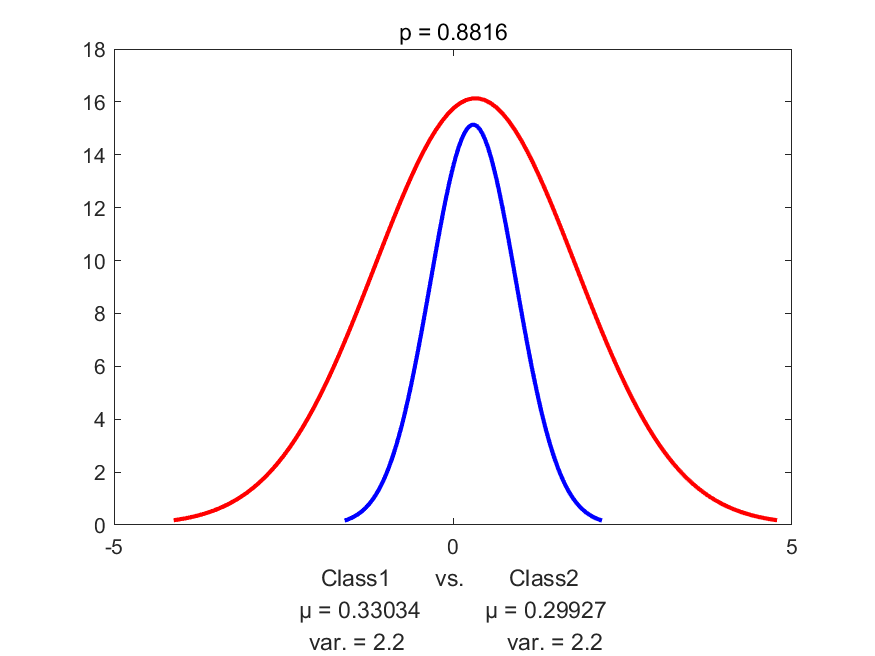 p = 0.8816
18
16
14
12
10
8
6
4
2
0
-5 0 5
Class1 vs. Class2
μ = 0.33034 μ = 0.29927
var. = 2.2 var. = 2.2